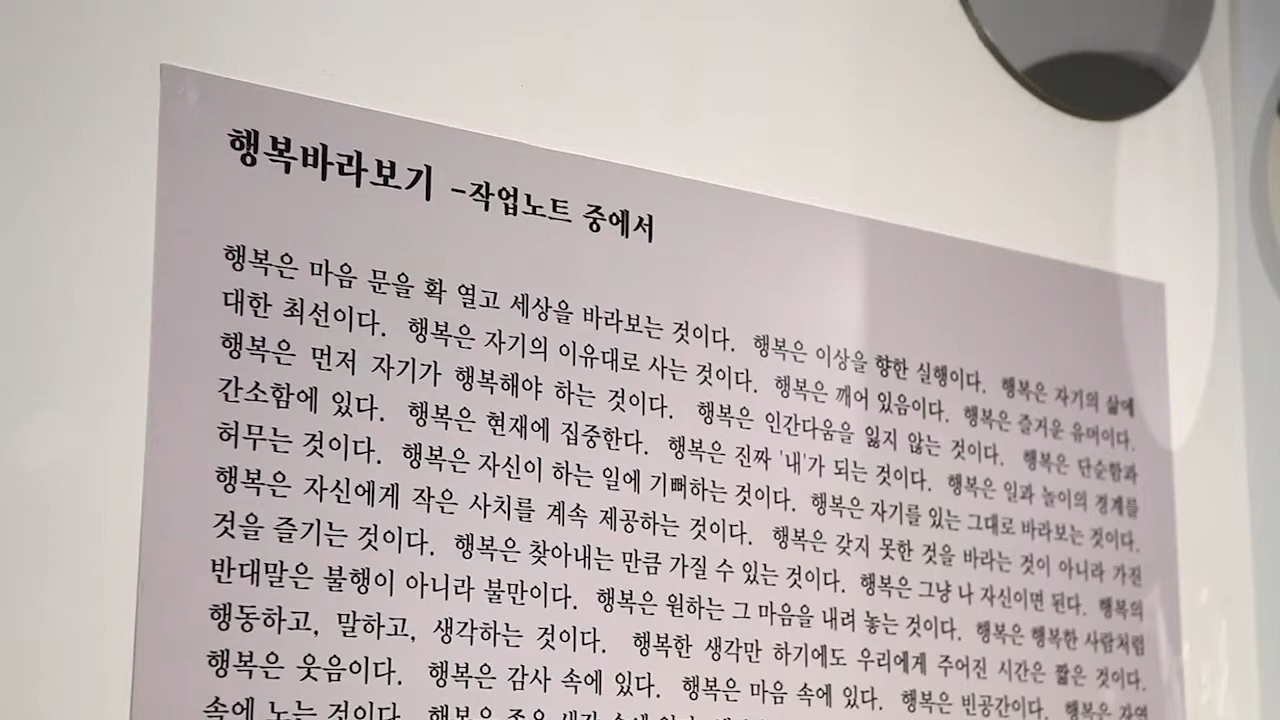 행복바라보기 -작업노트 중에서
행복은 마음 문을 확 열고 세상을 바라보는 것이다. 행복은 이상을 향한 실행이다. 행복은 자기의 삶에
대한 최선이다. 행복은 자기의 이유대로 사는 것이다. 행복은 깨어 있음이다. 행복은 즐거운 유머이다.
행복은 먼저 자기가 행복해야 하는 것이다. 행복은 인간다움을 잃지 않는 것이다. 행복은 단순함과
간소함에 있다. 행복은 현재에 집중한다. 행복은 진짜 '내'가 되는 것이다. 행복은 일과 놀이의 경계를
허무는 것이다. 행복은 자신이 하는 일에 기뻐하는 것이다. 행복은 자기를 있는 그대로 바라보는 것이다.
행복은 자신에게 작은 사치를 계속 제공하는 것이다. 행복은 갖지 못한 것을 바라는 것이 아니라 가진
것을 즐기는 것이다. 행복은 찾아내는 만큼 가질 수 있는 것이다. 행복은 그냥 나 자신이면 된다. 행복의
반대말은 불행이 아니라 불만이다. 행복은 원하는 그 마음을 내려 놓는 것이다. 행복은 행복한 사람처럼
행동하고, 말하고, 생각하는 것이다. 행복한 생각만 하기에도 우리에게 주어진 시간은 짧은 것이다.
행복은 웃음이다. 행복은 감사 속에 있다. 행복은 마음 속에 있다. 행복은 빈공간이다. 행복은 자연
속에 노는 것이다. 행복은 좋은 생각 속에